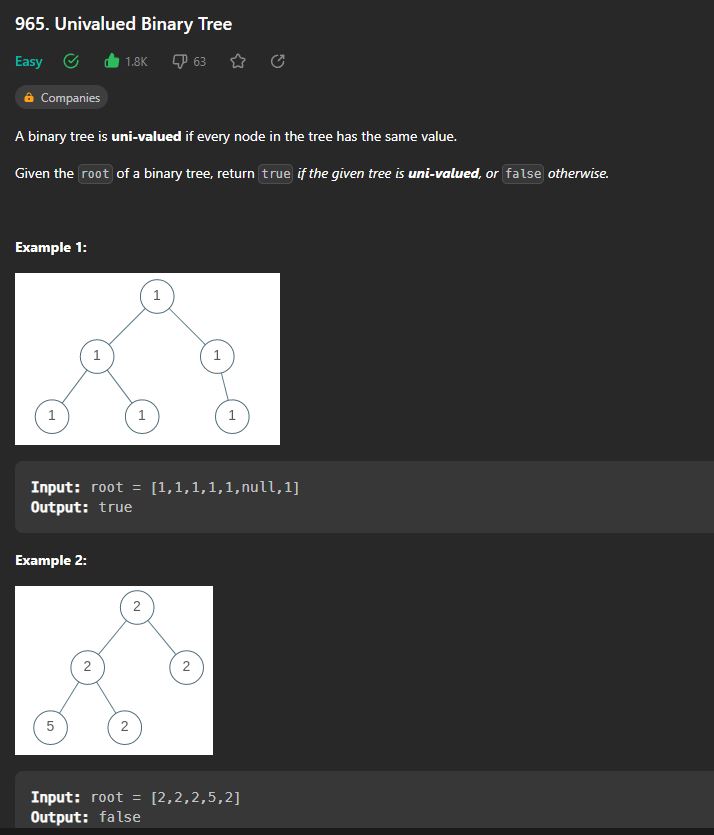 965. Univalued Binary Tree
Easy 1.8K 63
Companies
A binary tree is uni-valued if every node in the tree has the same value.
Given the root of a binary tree, return true if the given tree is uni-valued, or false otherwise.
Example 1:
1
1 1
1 1 1
Input: root = [1,1,1,1,1,null,1]
Output: true
Example 2:
2
2 2
5 2
Input: root = [2,2,2,5,2]
Output: false